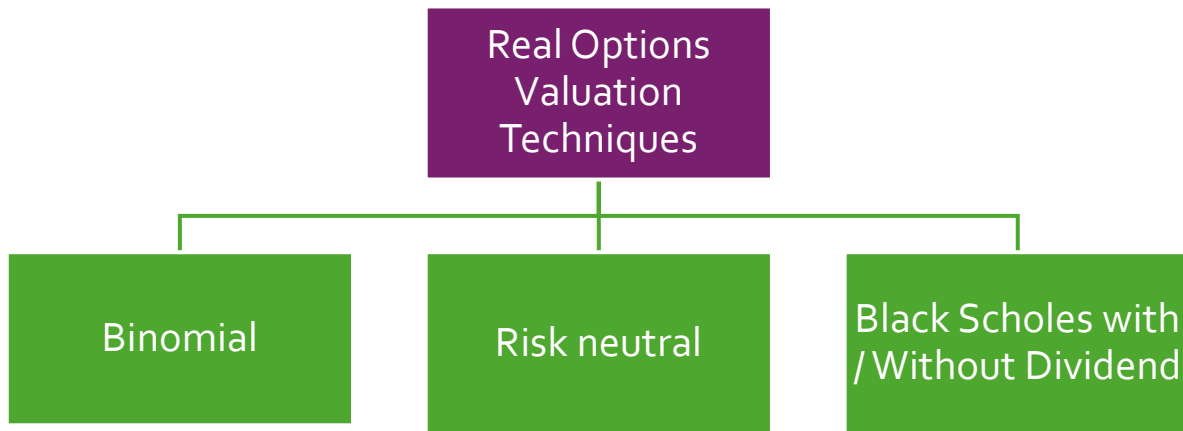 Real Options
Valuation
Techniques
Binomial
Risk neutral
Black Scholes with
/ Without Dividend